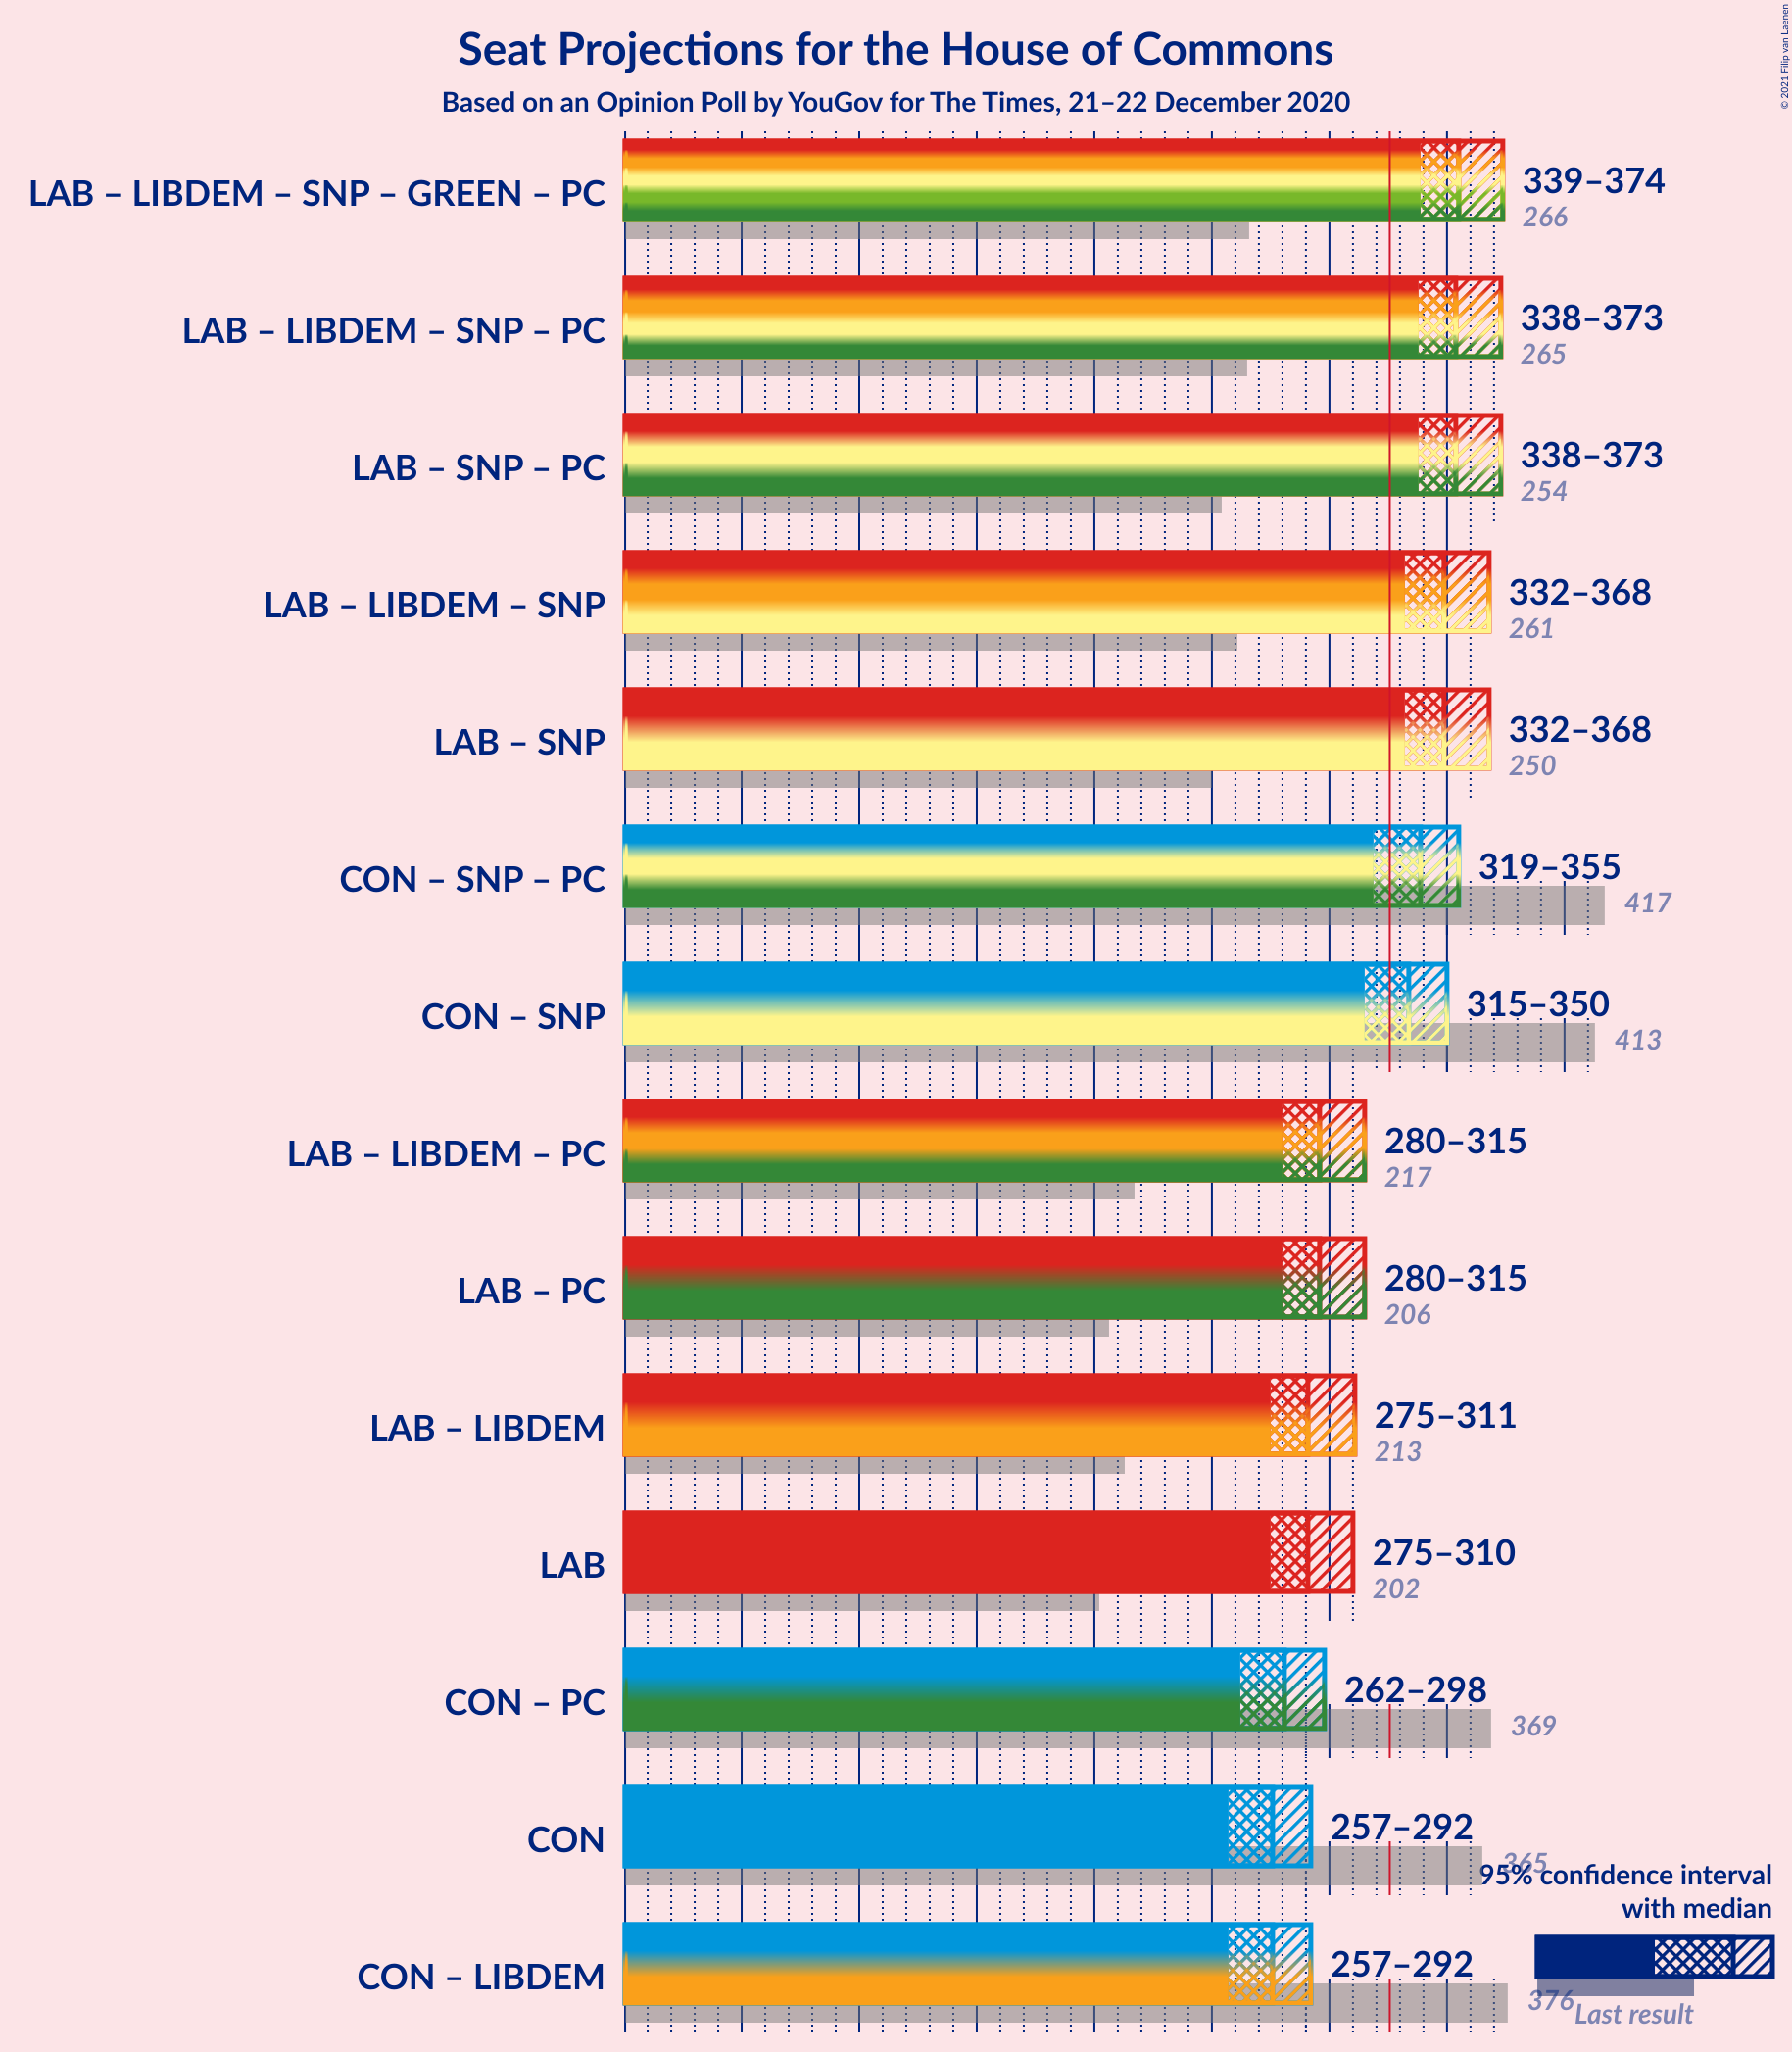 Seat Projections for the House of Commons
Based on an Opinion Poll by YouGov for The Times, 21–22 December 2020
© 2021 Filip van Laenen
LAB – LIBDEM – SNP – GREEN – PC
339–374
266
LAB – LIBDEM – SNP – PC
338–373
265
LAB – SNP – PC
338–373
254
LAB – LIBDEM – SNP
332–368
261
LAB – SNP
332–368
250
CON – SNP – PC
319–355
417
CON – SNP
315–350
413
LAB – LIBDEM – PC
280–315
217
LAB – PC
280–315
206
LAB – LIBDEM
275–311
213
LAB
275–310
202
CON – PC
262–298
369
CON
257–292
365
CON – LIBDEM
257–292
376
95% confidence interval
with median
Last result